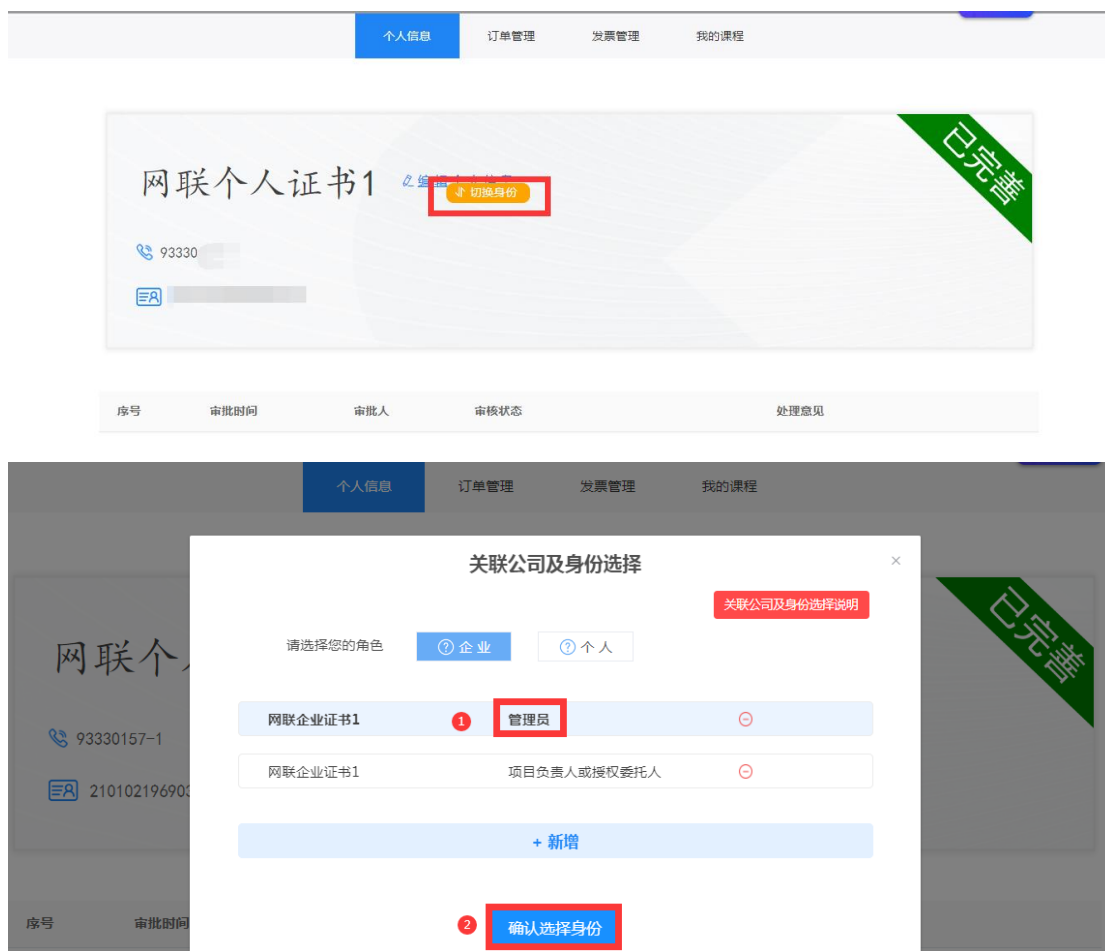 个人信息 订单管理 发票管理 我的课程
已完善
网联个人证书1
切换身份
93330
序号 审批时间 审批人 审核状态 处理意见
个人信息 订单管理 发票管理 我的课程
关联公司及身份选择 ×
关联公司及身份选择说明
已完善
网联个
请选择您的角色 ? 企业 ? 个人
网联企业证书1 1 管理员
93330157-1
网联企业证书1 项目负责人或授权委托人
210102196903
+ 新增
序号 审批时间
2 确认选择身份